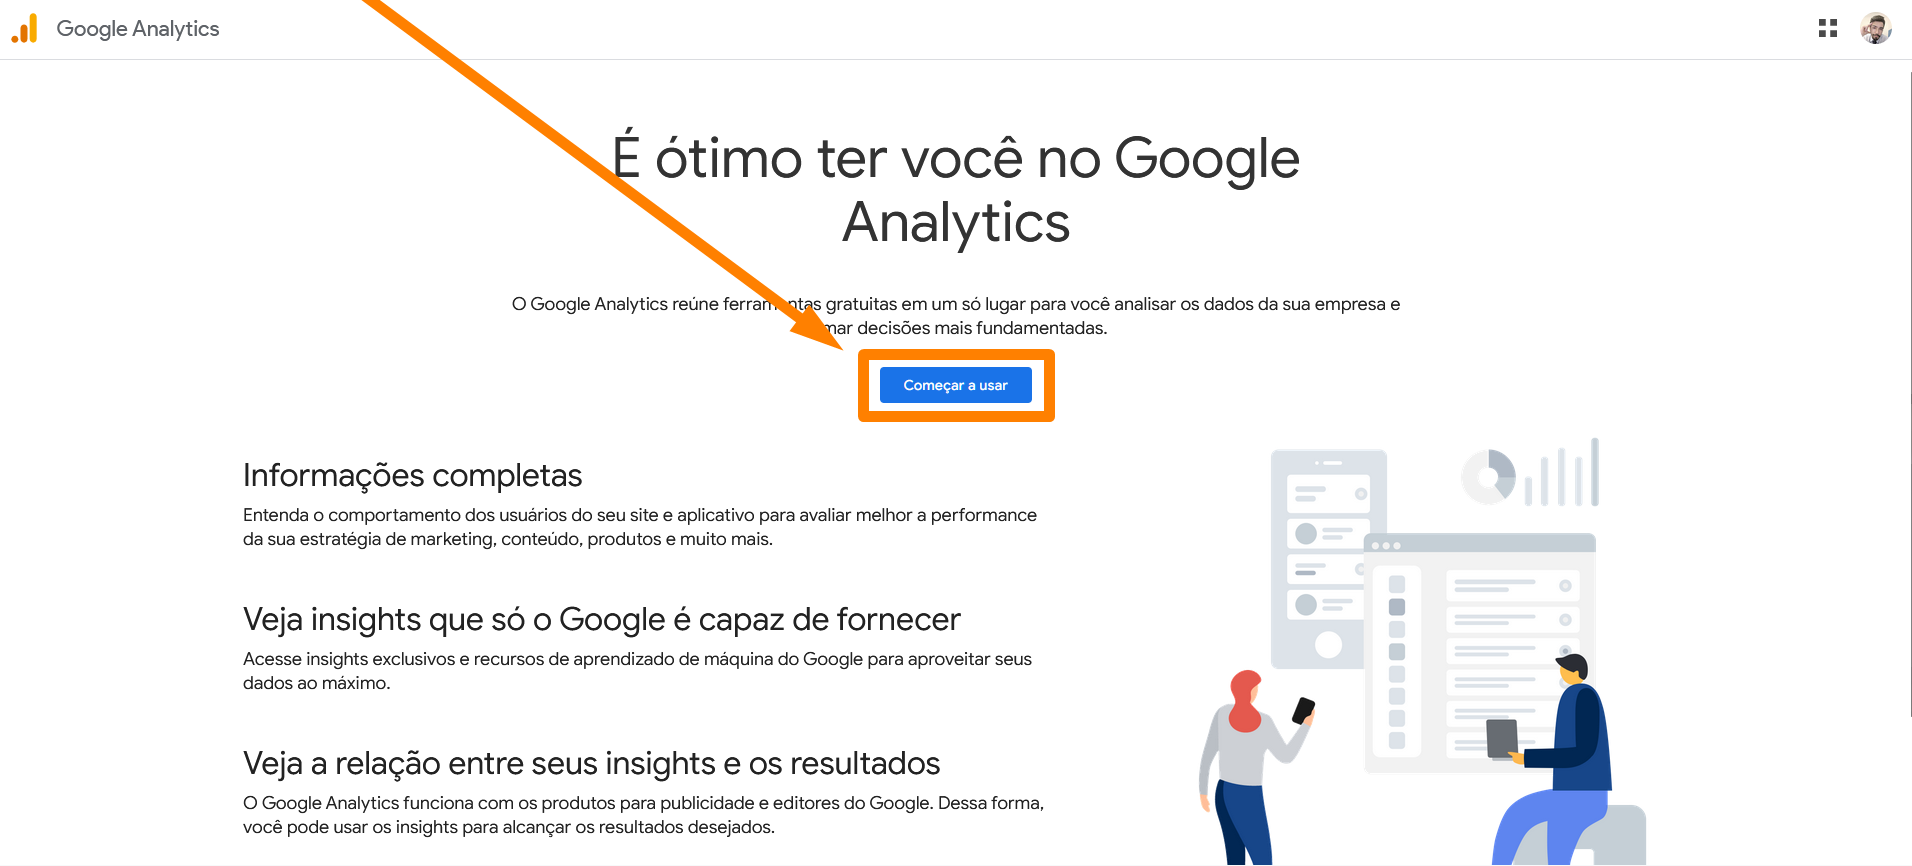 Google Analytics
É ótimo ter você no Google
Analytics
O Google Analytics reúne ferramentas gratuitas em um só lugar para você analisar os dados da sua empresa e
decisões mais fundamentadas.
Começar a usar
Informações completas
Entenda o comportamento dos usuários do seu site e aplicativo para avaliar melhor a performance
da sua estratégia de marketing, conteúdo, produtos e muito mais.
Veja insights que só o Google é capaz de fornecer
Acesse insights exclusivos e recursos de aprendizado de máquina do Google para aproveitar seus
dados ao máximo.
Veja a relação entre seus insights e os resultados
O Google Analytics funciona com os produtos para publicidade e editores do Google. Dessa forma,
você pode usar os insights para alcançar os resultados desejados.